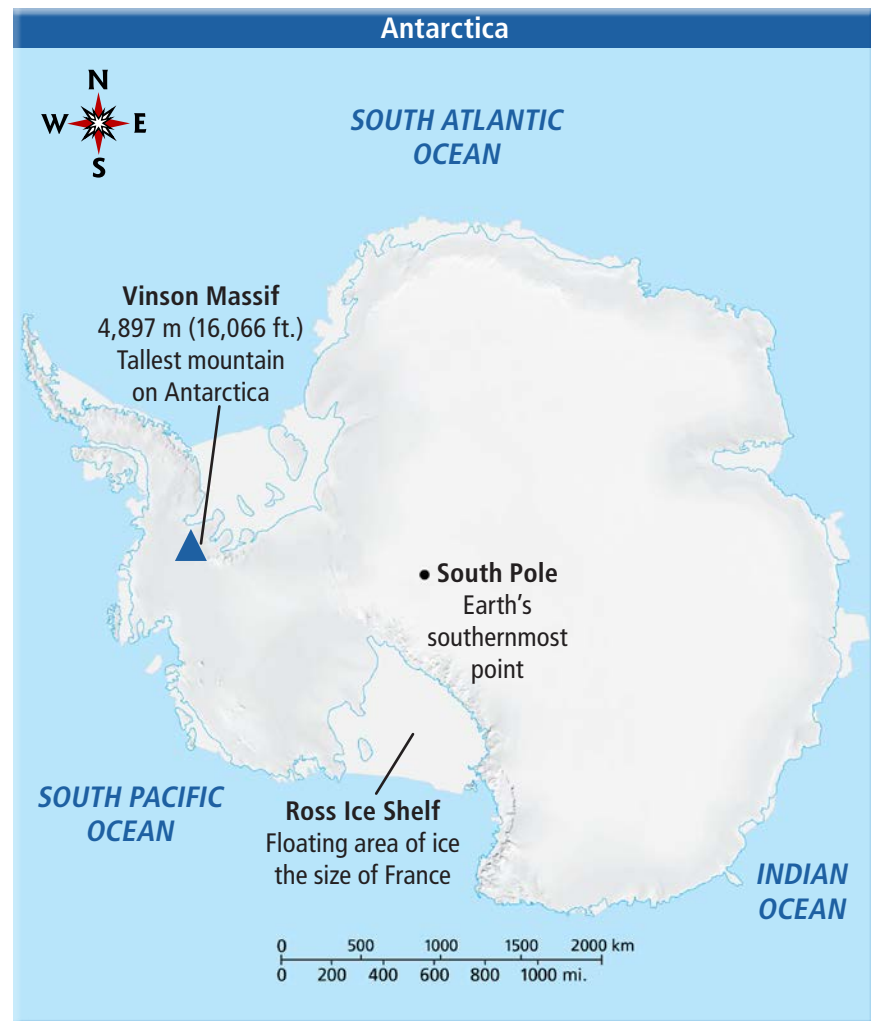 Antarctica
N
W E
S
SOUTH ATLANTIC
OCEAN
Vinson Massif
4,897 m (16,066 ft.)
Tallest mountain
on Antarctica
South Pole
Earth's
southernmost
point
SOUTH PACIFIC
OCEAN
Ross Ice Shelf
Floating area of ice
the size of France
INDIAN
OCEAN
0 500 1000 1500 2000 km
0 200 400 600 800 1000 mi.